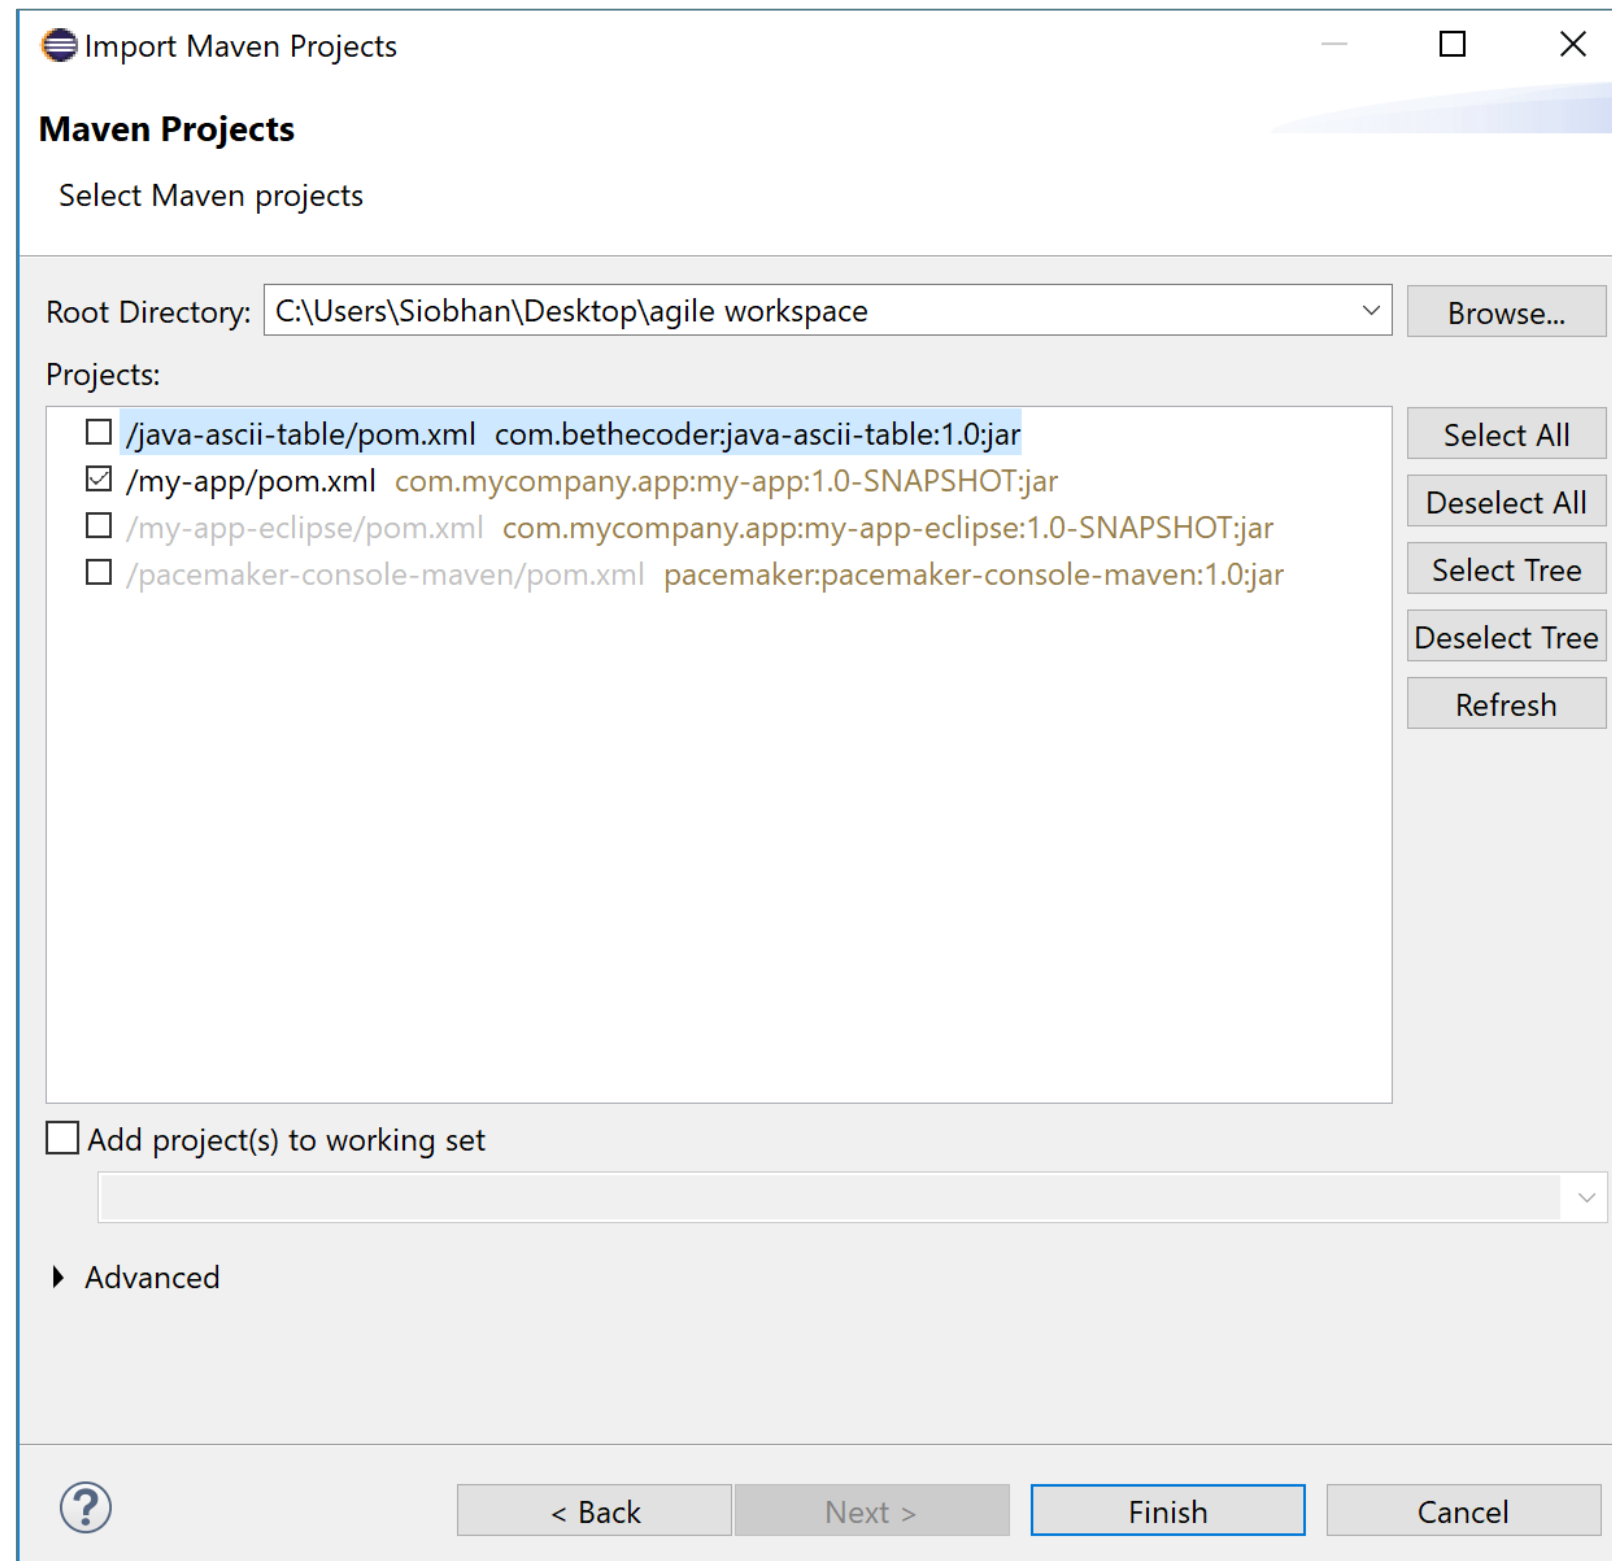 Import Maven Projects
Maven Projects
Select Maven projects
Root Directory: C:\Users\Siobhan\Desktop\agile workspace Browse...
Projects:
/java-ascii-table/pom.xml com.bethecoder:java-ascii-table:1.0:jar
/my-app/pom.xml com.mycompany.app:my-app:1.0-SNAPSHOT:jar
/my-app-eclipse/pom.xml com.mycompany.app:my-app-eclipse:1.0-SNAPSHOT:jar
/pacemaker-console-maven/pom.xml pacemaker:pacemaker-console-maven:1.0:jar
Select All
Deselect All
Select Tree
Deselect Tree
Refresh
Add project(s) to working set
Advanced
? < Back Next > Finish Cancel